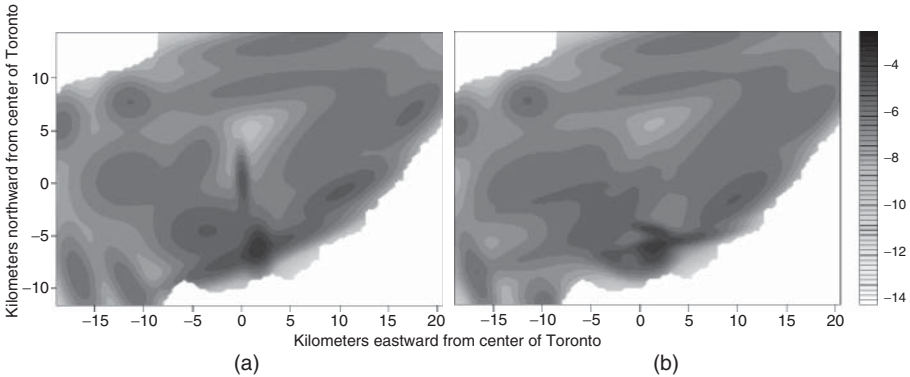 Kilometers northward from center of Toronto
10
5
0
−5
−10
−15 −10 −5 0 5 10 15 20
−15 −10 −5 0 5 10 15 20
−4
−6
−8
−10
−12
−14
Kilometers eastward from center of Toronto
(a)
(b)